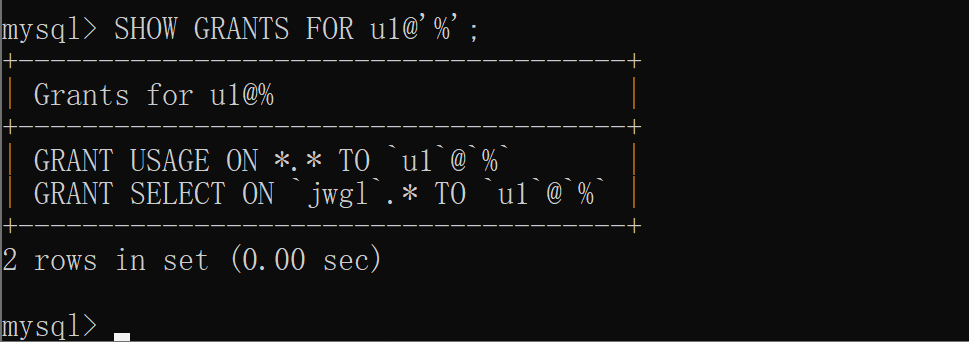 mysql> SHOW GRANTS FOR u1@'%';
+--------------------------------------+
| Grants for u1@%                      |
+--------------------------------------+
| GRANT USAGE ON *.* TO `u1`@`%`       |
| GRANT SELECT ON `jwgl`.* TO `u1`@`%` |
+--------------------------------------+
2 rows in set (0.00 sec)
mysql>